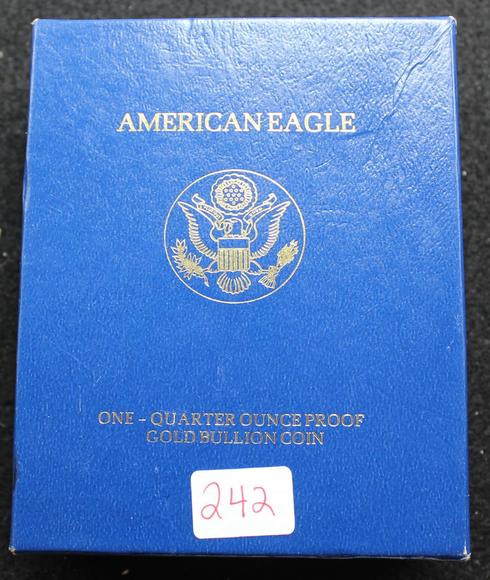 AMERICAN EAGLE
ONE - QUARTER OUNCE PROOF
GOLD BULLION COIN
242